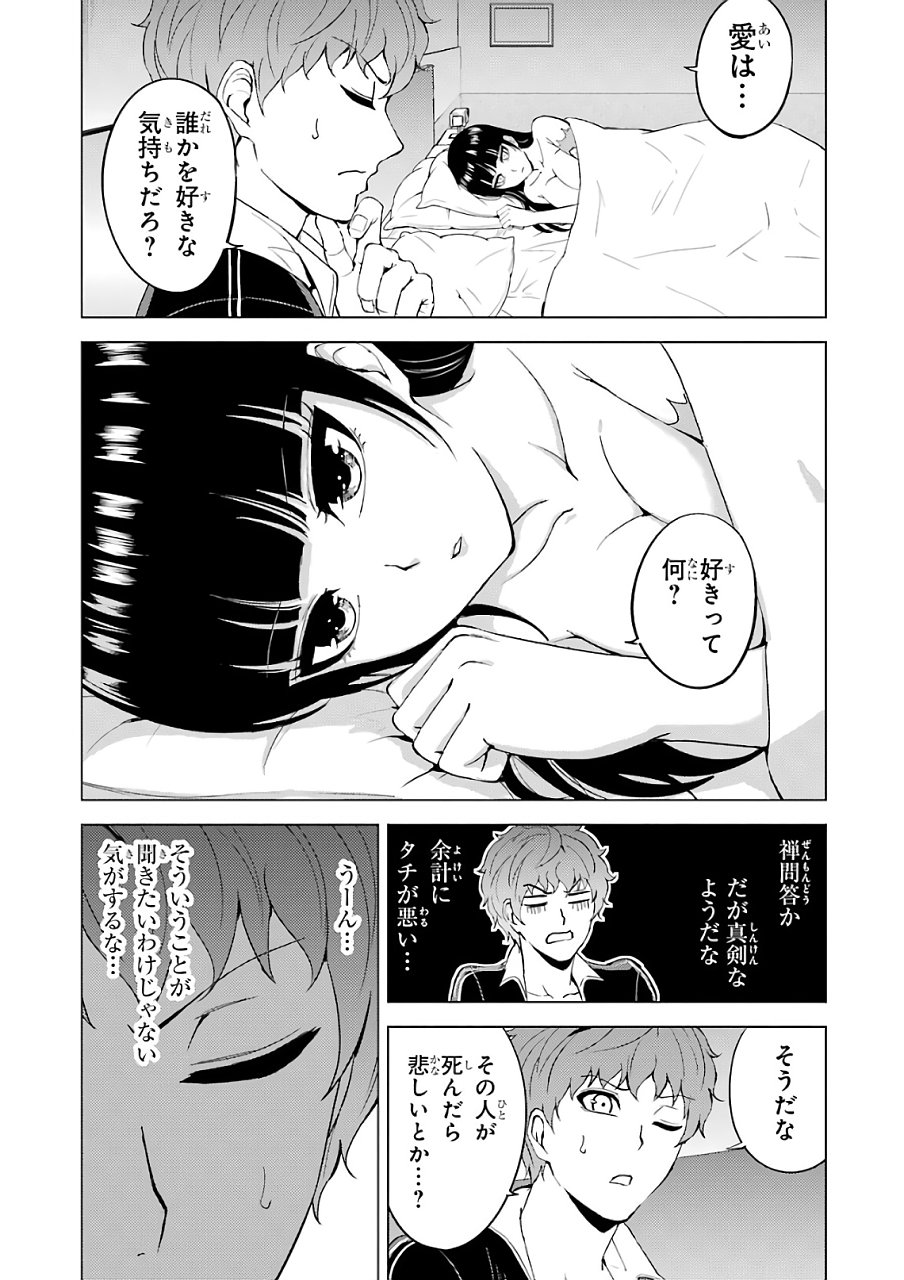 愛は…
誰かを好きな
気持ちだろ？
好きって
何？
禅問答か
だが真剣な
ようだな
余計に
タチが悪い…
そうだな
その人が
死んだら
悲しいとか…？
うーん…
そういうことが
聞きたいわけじゃない
気がするな…